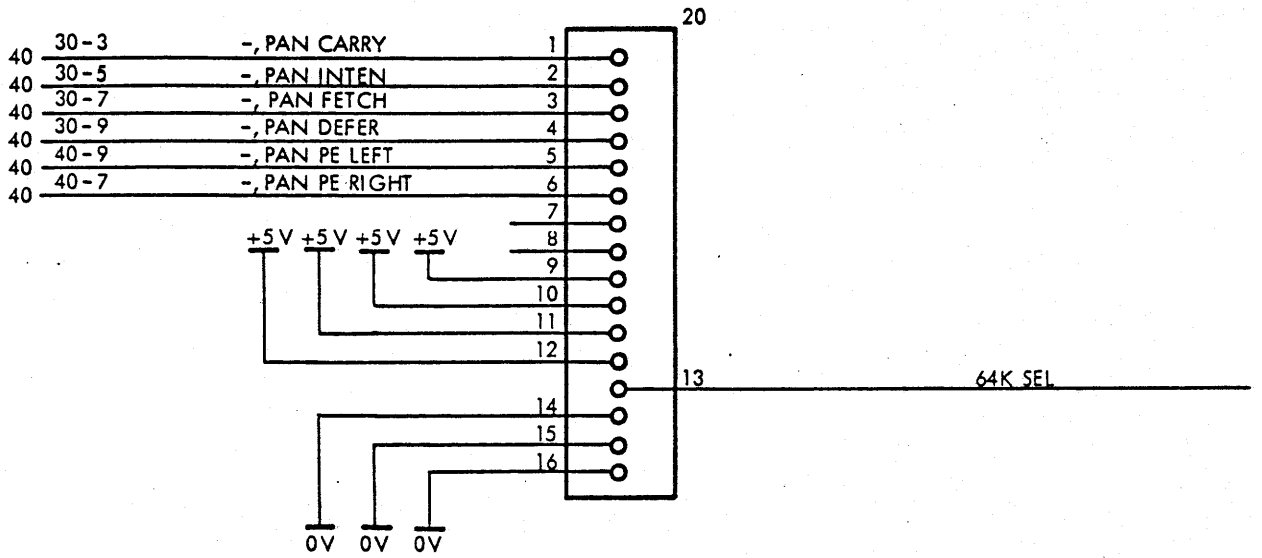 20
40 30-3 -, PAN CARRY 1
40 30-5 -, PAN INTEN 2
40 30-7 -, PAN FETCH 3
40 30-9 -, PAN DEFER 4
40 40-9 -, PAN PE LEFT 5
40 40-7 -, PAN PE RIGHT 6
7
+5V +5V +5V +5V 8
9
10
11
12
13 64K SEL
14
15
16
0V 0V 0V